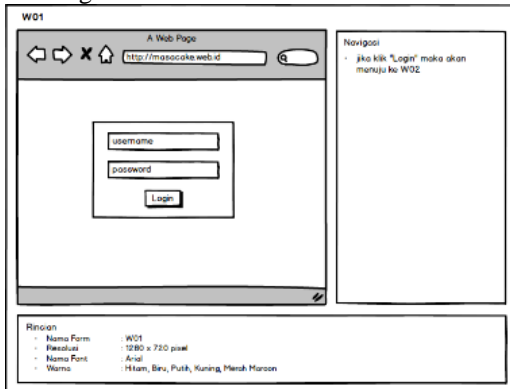 W01
A Web Page
http://masacake.web.id
username
password
Login
Navigasi
- jika klik "Login" maka akan
menuju ke W02
Rincian
- Nama Form : W01
- Resolusi : 1280 x 720 pixel
- Nama Font : Arial
- Warna : Hitam, Biru, Putih, Kuning, Merah Maroon